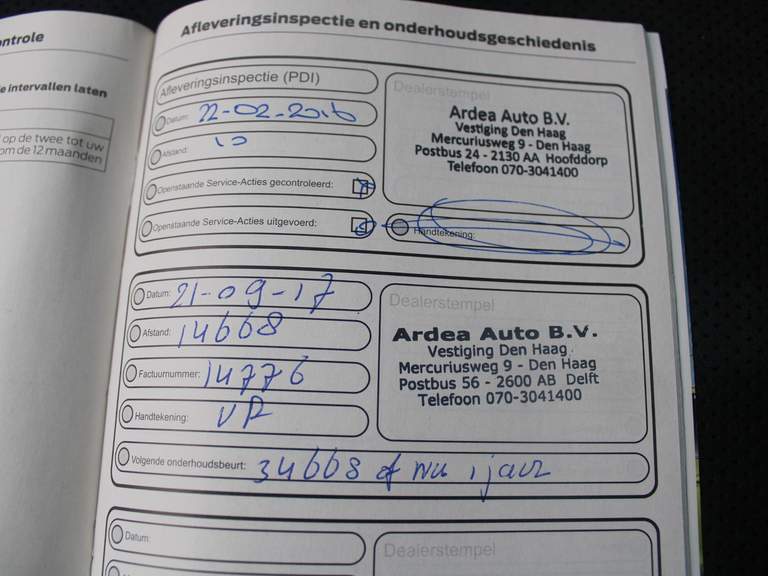 ontrole
e intervallen laten
op de twee tot uw
om de 12 maanden
Afleveringsinspectie en onderhoudsgeschiedenis
Afleveringsinspectie (PDI)
Datum: 22-02-2016
Afstand: 10
Openstaande Service-Acties gecontroleerd:
Openstaande Service-Acties uitgevoerd:
Dealerstempel
Ardea Auto B.V.
Vestiging Den Haag
Mercuriusweg 9 - Den Haag
Postbus 24 - 2130 AA Hoofddorp
Telefoon 070-3041400
Handtekening:
Datum: 21-09-17
Afstand: 14668
Factuurnummer: 14776
Handtekening: VR
Volgende onderhoudsbeurt: 34668 of na 1 jaar
Dealerstempel
Ardea Auto B.V.
Vestiging Den Haag
Mercuriusweg 9 - Den Haag
Postbus 56 - 2600 AB Delft
Telefoon 070-3041400
Datum:
Dealerstempel